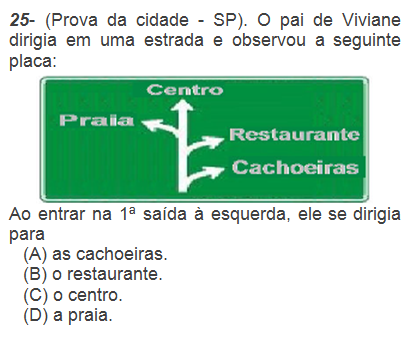 25- (Prova da cidade - SP). O pai de Viviane
dirigia em uma estrada e observou a seguinte
placa:
Centro
Praia
Restaurante
Cachoeiras
Ao entrar na 1ª saída à esquerda, ele se dirigia
para
(A) as cachoeiras.
(B) o restaurante.
(C) o centro.
(D) a praia.